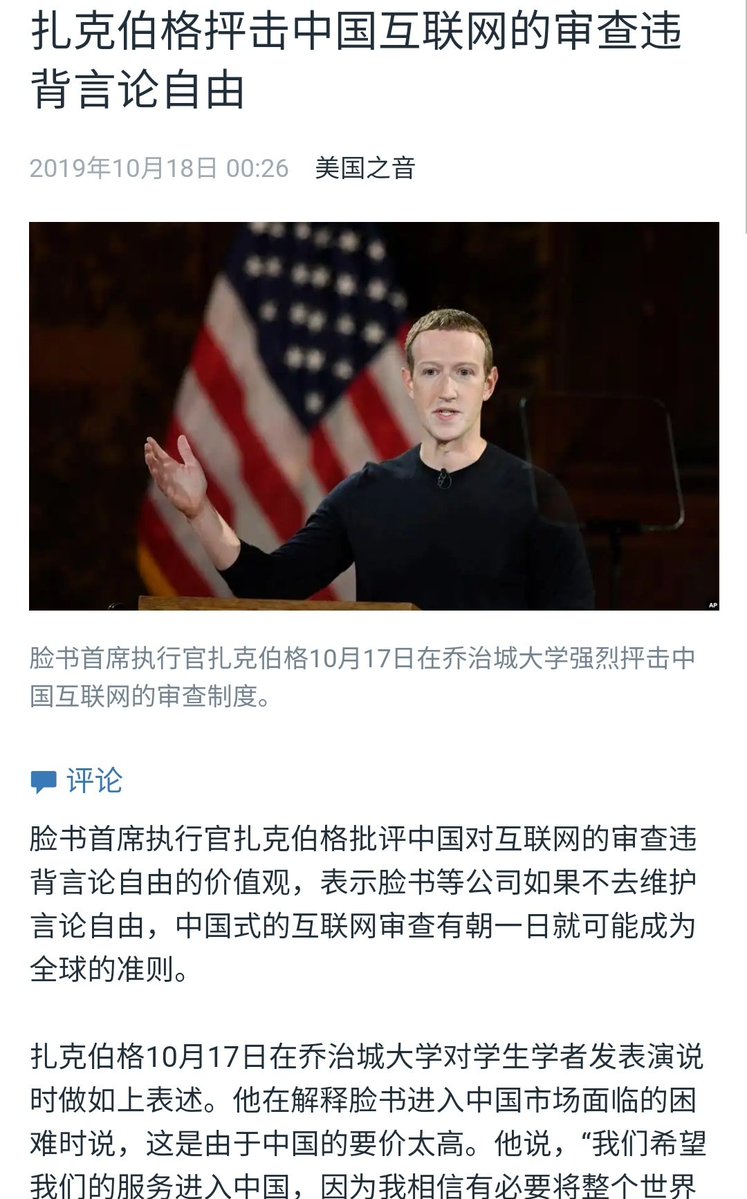 扎克伯格抨击中国互联网的审查违
背言论自由
2019年10月18日 00:26 美国之音
AP
脸书首席执行官扎克伯格10月17日在乔治城大学强烈抨击中
国互联网的审查制度。
评论
脸书首席执行官扎克伯格批评中国对互联网的审查违
背言论自由的价值观，表示脸书等公司如果不去维护
言论自由，中国式的互联网审查有朝一日就可能成为
全球的准则。
扎克伯格10月17日在乔治城大学对学生学者发表演说
时做如上表述。他在解释脸书进入中国市场面临的困
难时说，这是由于中国的要价太高。他说，“我们希望
我们的服务进入中国，因为我相信有必要将整个世界